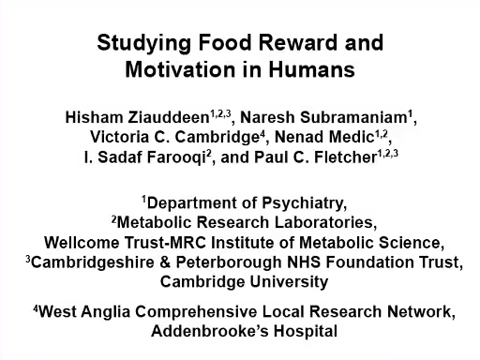 Studying Food Reward and
Motivation in Humans
Hisham Ziauddeen¹,²,³, Naresh Subramaniam¹,
Victoria C. Cambridge⁴, Nenad Medic¹,²,
I. Sadaf Farooqi², and Paul C. Fletcher¹,²,³
¹Department of Psychiatry,
²Metabolic Research Laboratories,
Wellcome Trust-MRC Institute of Metabolic Science,
³Cambridgeshire & Peterborough NHS Foundation Trust,
Cambridge University
⁴West Anglia Comprehensive Local Research Network,
Addenbrooke's Hospital